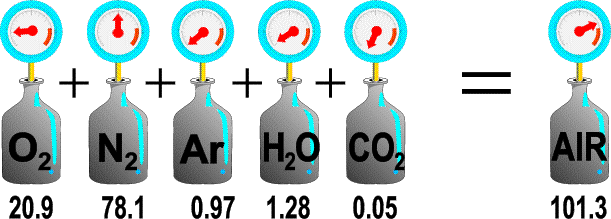 + + + + =
O₂ N₂ Ar H₂O CO₂ AIR
20.9 78.1 0.97 1.28 0.05 101.3